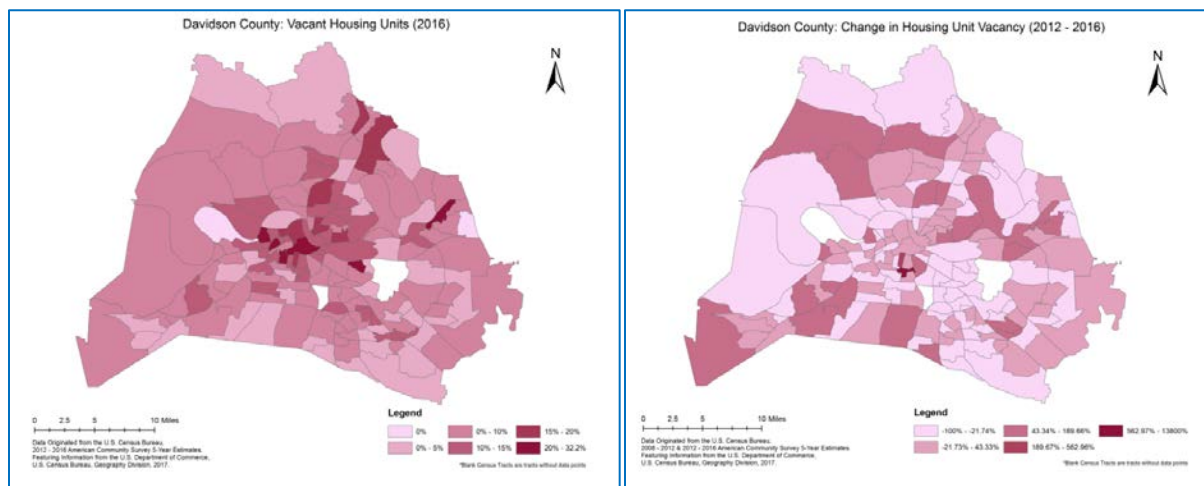 Davidson County: Vacant Housing Units (2016)
N
0 2.5 5 10 Miles
Data Originated from the U.S. Census Bureau,
2012 - 2016 American Community Survey 5-Year Estimates.
Featuring Information from the U.S. Department of Commerce,
U.S. Census Bureau, Geography Division, 2017.
Legend
0% 0% - 10% 15% - 20%
0% - 5% 10% - 15% 20% - 32.2%
*Blank Census Tracts are tracts without data points
Davidson County: Change in Housing Unit Vacancy (2012 - 2016)
N
0 2.5 5 10 Miles
Data Originated from the U.S. Census Bureau,
2008 - 2012 & 2012 - 2016 American Community Survey 5-Year Estimates.
Featuring Information from the U.S. Department of Commerce,
U.S. Census Bureau, Geography Division, 2017.
Legend
-100% - -21.74% 43.34% - 189.66% 562.97% - 13800%
-21.73% - 43.33% 189.67% - 562.96%
*Blank Census Tracts are tracts without data points